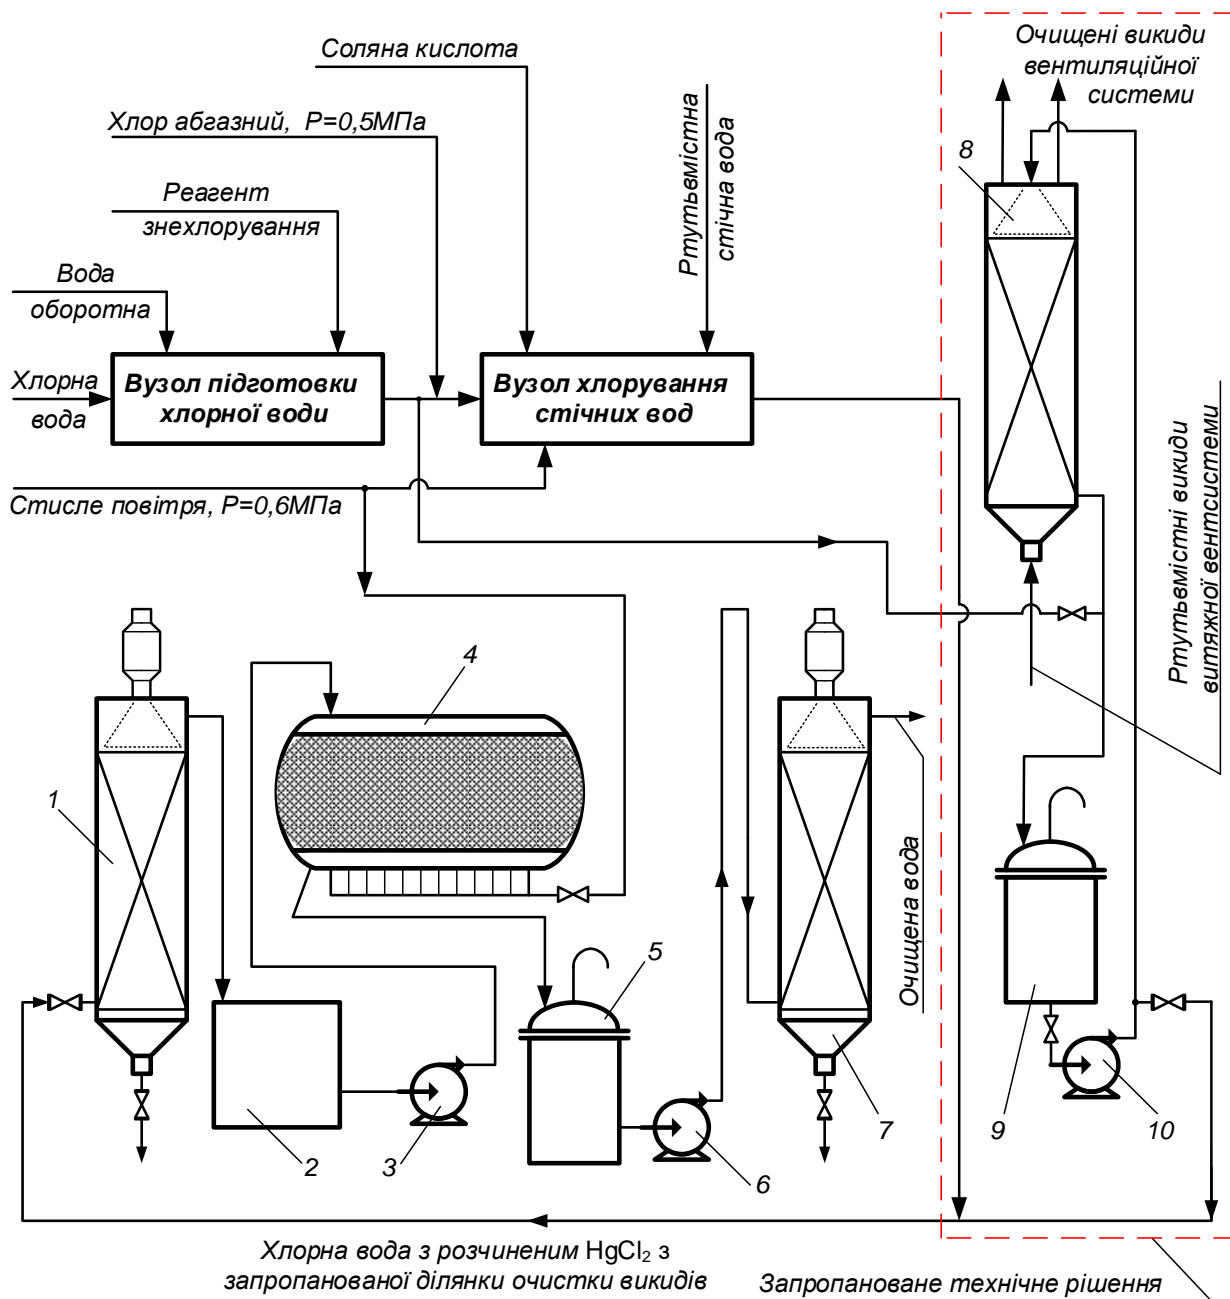 Соляна кислота
Хлор абгазний, Р=0,5МПа
Реагент
знехлорування
Вода
оборотна
Хлорна
вода
Вузол підготовки
хлорної води
Вузол хлорування
стічних вод
Ртутьвмістна
стічна вода
Стисле повітря, Р=0,6МПа
Очищені викиди
вентиляційної
системи
8
Ртутьвмістні викиди
витяжної вентсистеми
4
1
5
Очищена вода
2
3
6
7
9
10
Хлорна вода з розчиненим HgCl₂ з
запропанованої ділянки очистки викидів
Запропановане технічне рішення